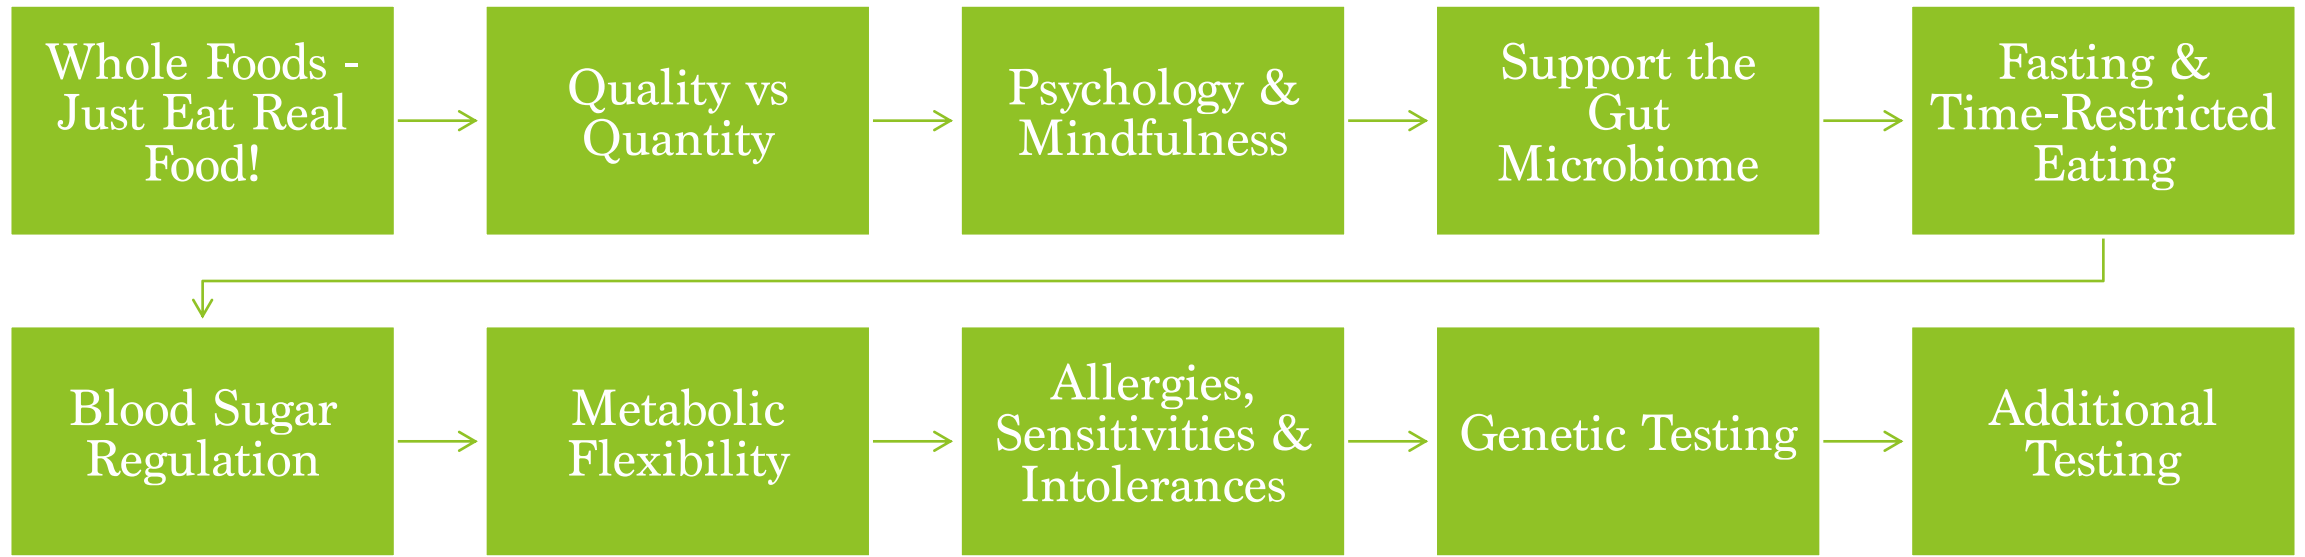 Whole Foods -
Just Eat Real
Food!
Quality vs
Quantity
Psychology &
Mindfulness
Support the
Gut
Microbiome
Fasting &
Time-Restricted
Eating
Blood Sugar
Regulation
Metabolic
Flexibility
Allergies,
Sensitivities &
Intolerances
Genetic Testing
Additional
Testing